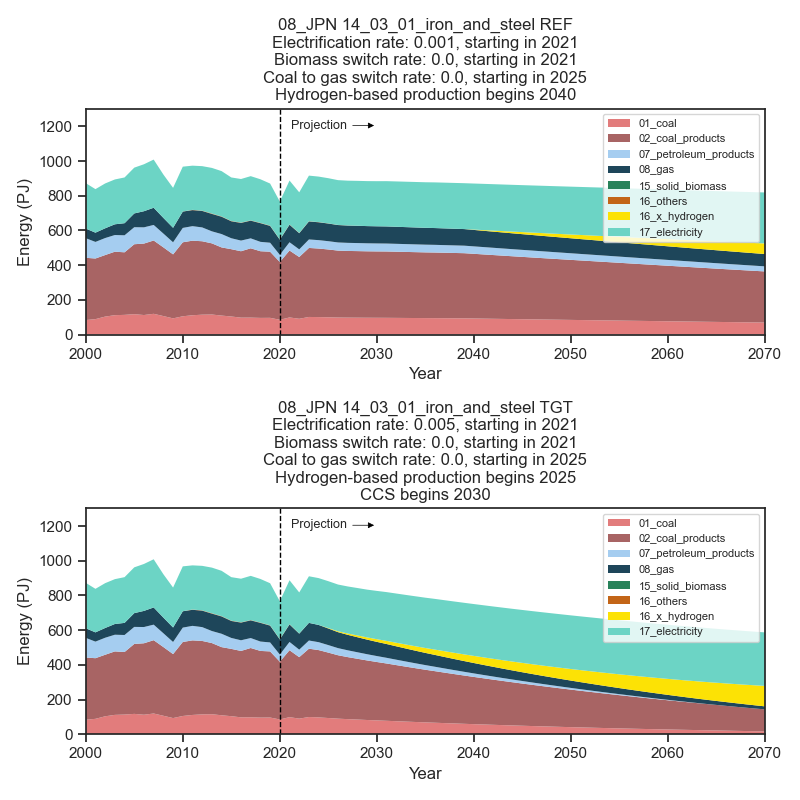 08_JPN 14_03_01_iron_and_steel REF
Electrification rate: 0.001, starting in 2021
Biomass switch rate: 0.0, starting in 2021
Coal to gas switch rate: 0.0, starting in 2025
Hydrogen-based production begins 2040
Energy (PJ)
1200
1000
800
600
400
200
0
Projection
01_coal
02_coal_products
07_petroleum_products
08_gas
15_solid_biomass
16_others
16_x_hydrogen
17_electricity
2000 2010 2020 2030 2040 2050 2060 2070
Year
08_JPN 14_03_01_iron_and_steel TGT
Electrification rate: 0.005, starting in 2021
Biomass switch rate: 0.0, starting in 2021
Coal to gas switch rate: 0.0, starting in 2025
Hydrogen-based production begins 2025
CCS begins 2030
Energy (PJ)
1200
1000
800
600
400
200
0
Projection
01_coal
02_coal_products
07_petroleum_products
08_gas
15_solid_biomass
16_others
16_x_hydrogen
17_electricity
2000 2010 2020 2030 2040 2050 2060 2070
Year